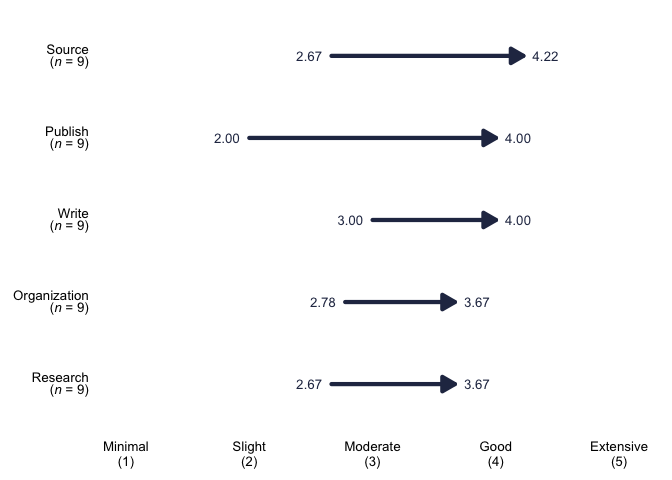 Source
(n = 9)
2.67
4.22
Publish
(n = 9)
2.00
4.00
Write
(n = 9)
3.00
4.00
Organization
(n = 9)
2.78
3.67
Research
(n = 9)
2.67
3.67
Minimal Slight Moderate Good Extensive
(1) (2) (3) (4) (5)